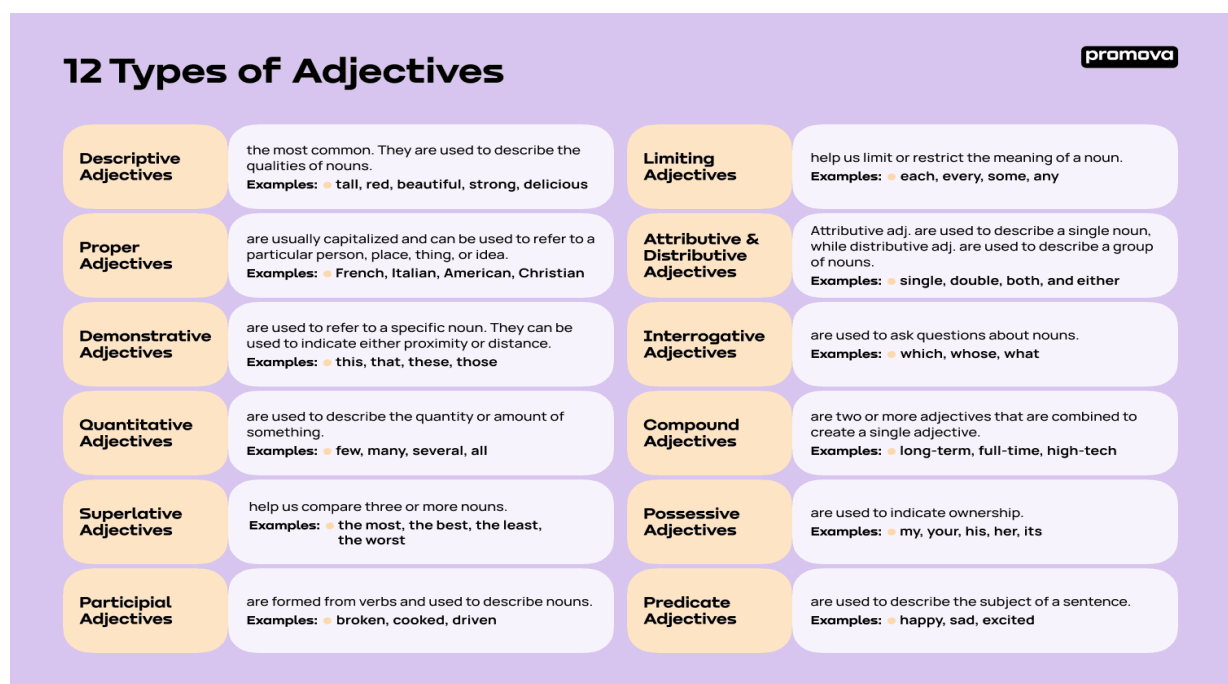 12 Types of Adjectives
promova
Descriptive
Adjectives
the most common. They are used to describe the
qualities of nouns.
Examples: tall, red, beautiful, strong, delicious
Limiting
Adjectives
help us limit or restrict the meaning of a noun.
Examples: each, every, some, any
Proper
Adjectives
are usually capitalized and can be used to refer to a
particular person, place, thing, or idea.
Examples: French, Italian, American, Christian
Attributive &
Distributive
Adjectives
Attributive adj. are used to describe a single noun,
while distributive adj. are used to describe a group
of nouns.
Examples: single, double, both, and either
Demonstrative
Adjectives
are used to refer to a specific noun. They can be
used to indicate either proximity or distance.
Examples: this, that, these, those
Interrogative
Adjectives
are used to ask questions about nouns.
Examples: which, whose, what
Quantitative
Adjectives
are used to describe the quantity or amount of
something.
Examples: few, many, several, all
Compound
Adjectives
are two or more adjectives that are combined to
create a single adjective.
Examples: long-term, full-time, high-tech
Superlative
Adjectives
help us compare three or more nouns.
Examples: the most, the best, the least,
the worst
Possessive
Adjectives
are used to indicate ownership.
Examples: my, your, his, her, its
Participial
Adjectives
are formed from verbs and used to describe nouns.
Examples: broken, cooked, driven
Predicate
Adjectives
are used to describe the subject of a sentence.
Examples: happy, sad, excited